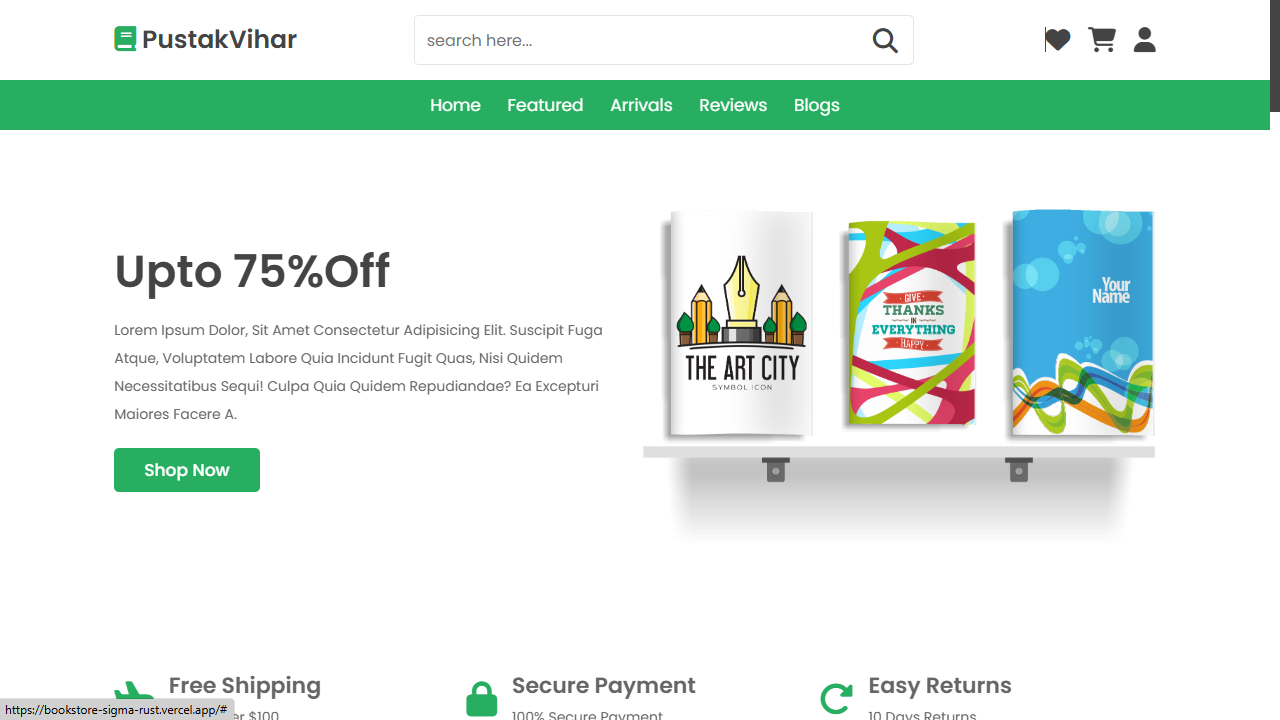 PustakVihar
search here...
Home Featured Arrivals Reviews Blogs
Upto 75%Off
Lorem Ipsum Dolor, Sit Amet Consectetur Adipisicing Elit. Suscipit Fuga
Atque, Voluptatem Labore Quia Incidunt Fugit Quas, Nisi Quidem
Necessitatibus Sequi! Culpa Quia Quidem Repudiandae? Ea Excepturi
Maiores Facere A.
Shop Now
THE ART CITY
SYMBOL ICON
GIVE
THANKS
IN
EVERYTHING
HAPPY
Your
Name
Free Shipping
$100
Secure Payment
100% Secure Payment
Easy Returns
10 Days Returns
https://bookstore-sigma-rust.vercel.app/#